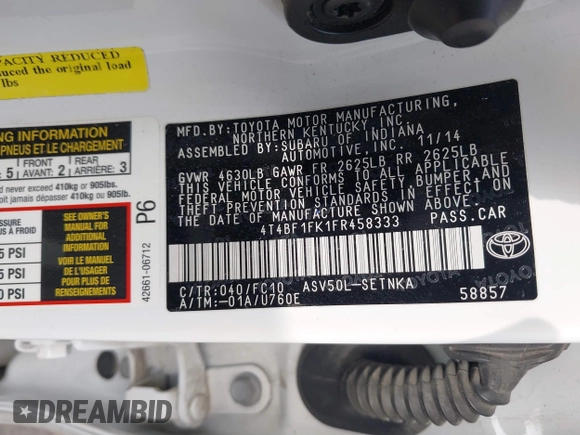 PACITY REDUCED
duced the original load
lbs
NG INFORMATION
PNEUS ET LE CHARGEMENT
5 FRONT AVANT 2 REAR ARRIÈRE 3
d never exceed 410kg or 905lbs.
t jamais dépasser 410kg ou 905lbs.
PRESSURE
S À FROID
5 PSI
5 PSI
0 PSI
SEE OWNER'S
MANUAL FOR
ADDITIONAL
INFORMATION
VOIR LE MANUEL
DE L'USAGER
POUR PLUS DE
RENSEIGNEMENTS
P6
42661-06712
MFD.BY:TOYOTA MOTOR MANUFACTURING,
NORTHERN KENTUCKY, INC.
ASSEMBLED BY:SUBARU OF INDIANA
AUTOMOTIVE, INC. 11/14
GVWR 4630LB GAWR FR 2625LB RR 2625LB
THIS VEHICLE CONFORMS TO ALL APPLICABLE
FEDERAL MOTOR VEHICLE SAFETY, BUMPER, AND
THEFT PREVENTION STANDARDS IN EFFECT ON
THE DATE OF MANUFACTURE SHOWN ABOVE.
4T4BF1FK1FR458333 PASS.CAR
TOYOTA
C/TR:040/FC10 ASV50L-SETNKA
A/TM:-01A/U760E
58857
DREAMBID